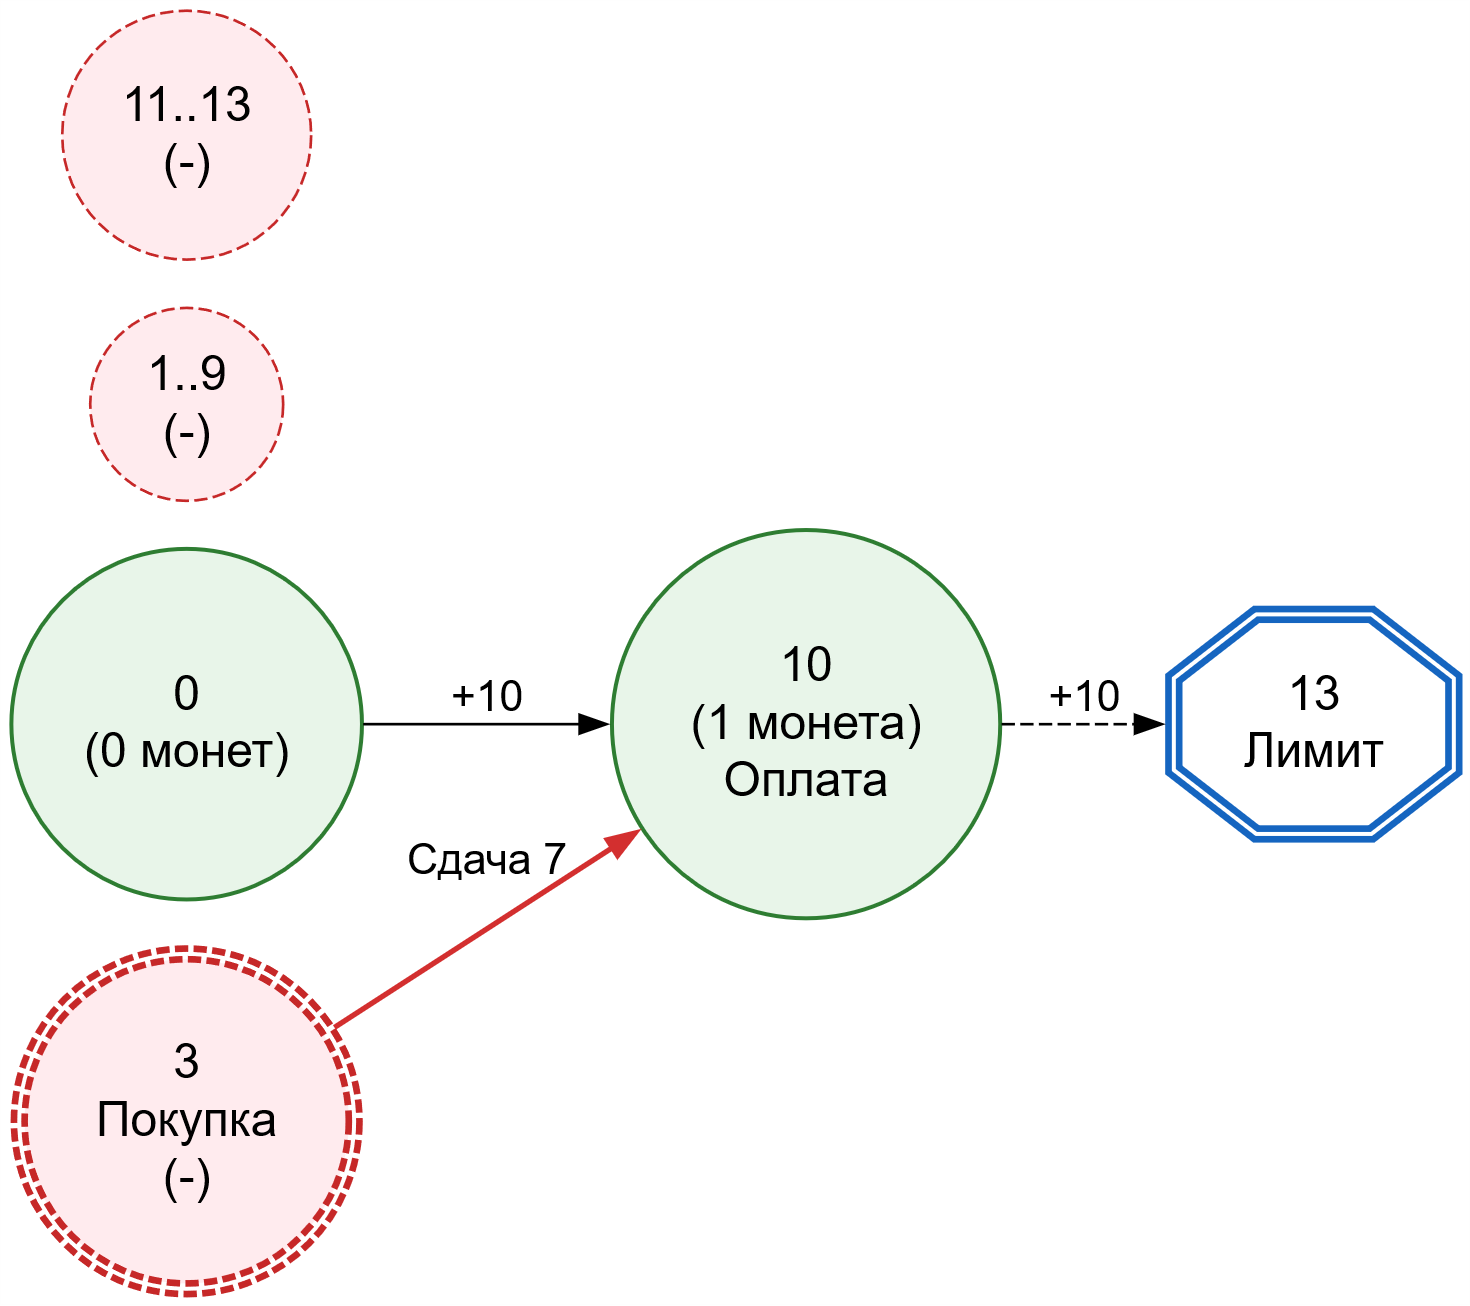 11..13
(-)
1..9
(-)
0
(0 монет)
+10
10
(1 монета)
Оплата
+10
13
Лимит
Сдача 7
3
Покупка
(-)